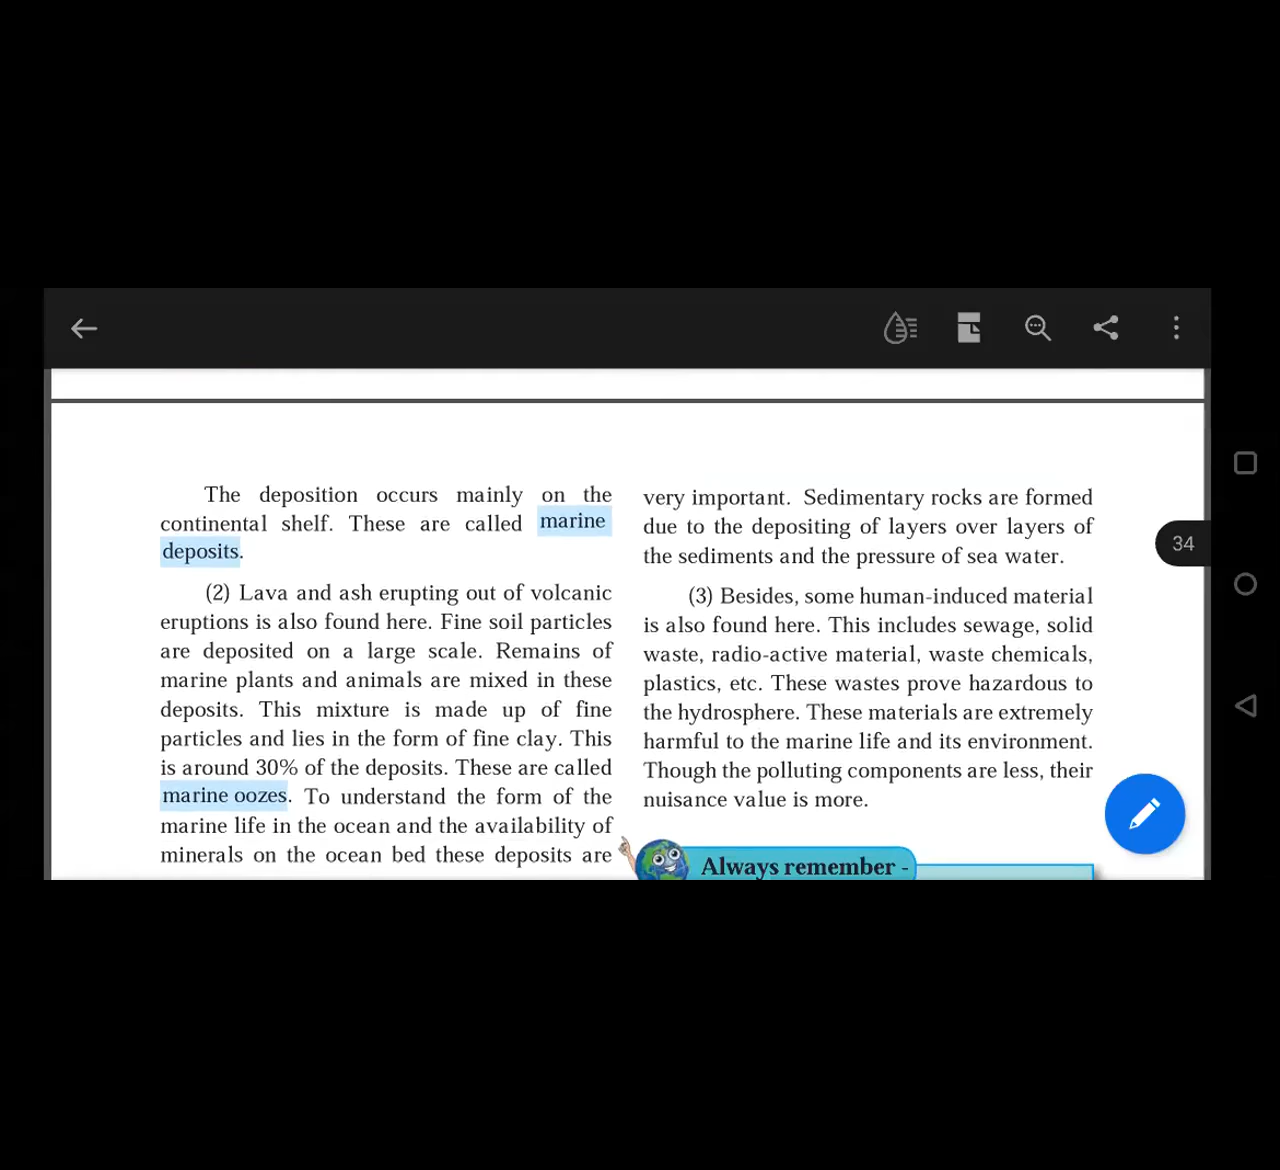 The deposition occurs mainly on the
continental shelf. These are called marine
deposits.
(2) Lava and ash erupting out of volcanic
eruptions is also found here. Fine soil particles
are deposited on a large scale. Remains of
marine plants and animals are mixed in these
deposits. This mixture is made up of fine
particles and lies in the form of fine clay. This
is around 30% of the deposits. These are called
marine oozes. To understand the form of the
marine life in the ocean and the availability of
minerals on the ocean bed these deposits are
very important. Sedimentary rocks are formed
due to the depositing of layers over layers of
the sediments and the pressure of sea water.
(3) Besides, some human-induced material
is also found here. This includes sewage, solid
waste, radio-active material, waste chemicals,
plastics, etc. These wastes prove hazardous to
the hydrosphere. These materials are extremely
harmful to the marine life and its environment.
Though the polluting components are less, their
nuisance value is more.
Always remember -
34